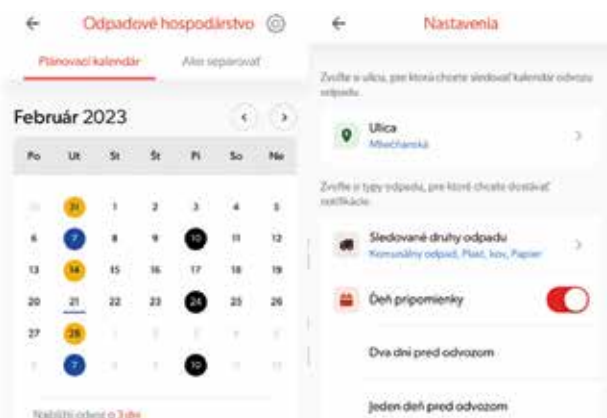 Odpadové hospodárstvo
Plánovací kalendár
Ako separovať
Február 2023
Po Ut St Št Pi So Ne
31 1 2 3 4 5
6 7 8 9 10 11 12
13 14 15 16 17 18 19
20 21 22 23 24 25 26
27 28
7 10
Najbližší odvoz o 3 dni
Nastavenia
Zvoľte si ulicu, pre ktorú chcete sledovať kalendár odvozu
odpadu.
Ulica
Zvoľte si typy odpadu, pre ktoré chcete dostávať
notifikácie.
Sledované druhy odpadu
Komunálny odpad, Plast, kov, Papier
Deň pripomienky
Dva dni pred odvozom
Jeden deň pred odvozom